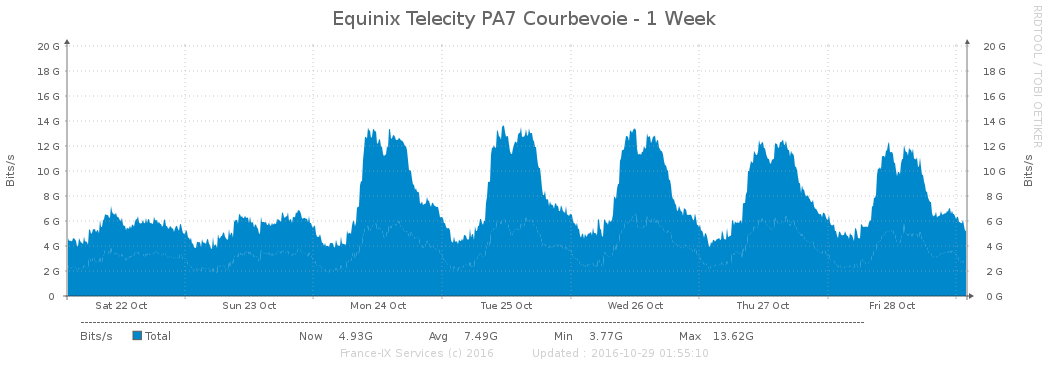 Equinix Telecity PA7 Courbevoie - 1 Week
RRDTOOL / TOBI OETIKER
Bits/s
20 G 20 G
18 G 18 G
16 G 16 G
14 G 14 G
12 G 12 G
10 G 10 G
8 G 8 G
6 G 6 G
4 G 4 G
2 G 2 G
0 0 G
Bits/s
Sat 22 Oct Sun 23 Oct Mon 24 Oct Tue 25 Oct Wed 26 Oct Thu 27 Oct Fri 28 Oct
Bits/s Total Now 4.93G Avg 7.49G Min 3.77G Max 13.62G
France-IX Services (c) 2016 Updated : 2016-10-29 01:55:10